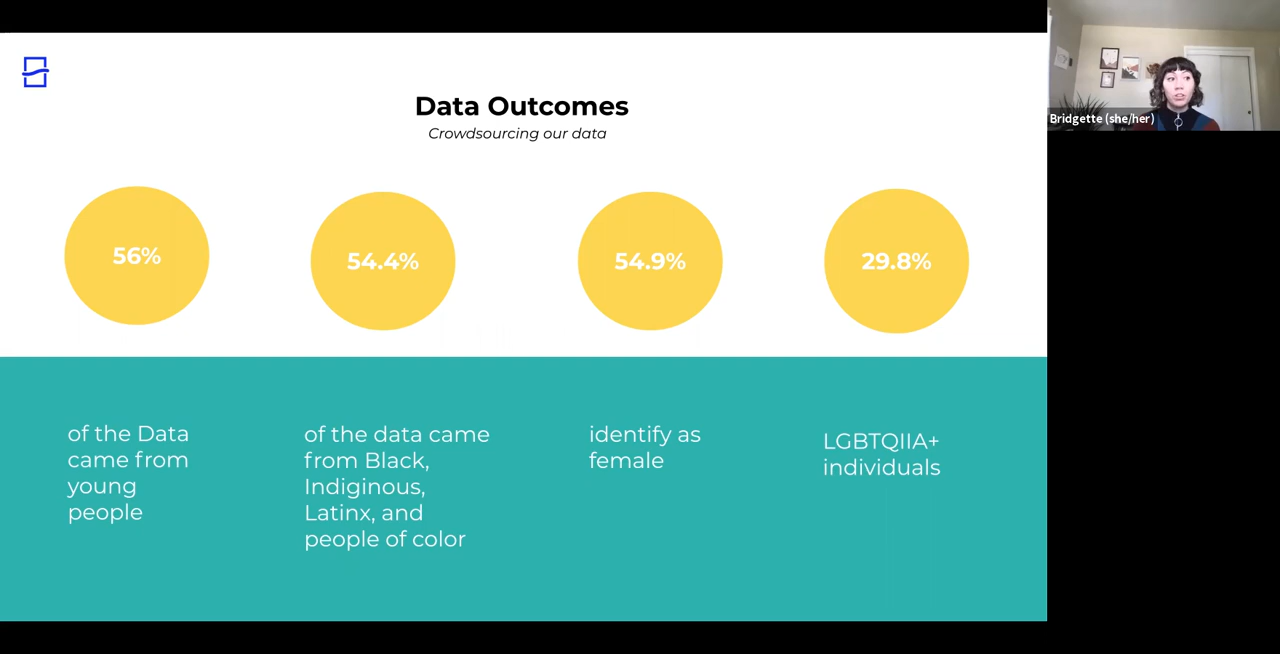 Data Outcomes
Crowdsourcing our data
56%
54.4%
54.9%
29.8%
of the Data
came from
young
people
of the data came
from Black,
Indiginous,
Latinx, and
people of color
identify as
female
LGBTQIIA+
individuals
Bridgette (she/her)